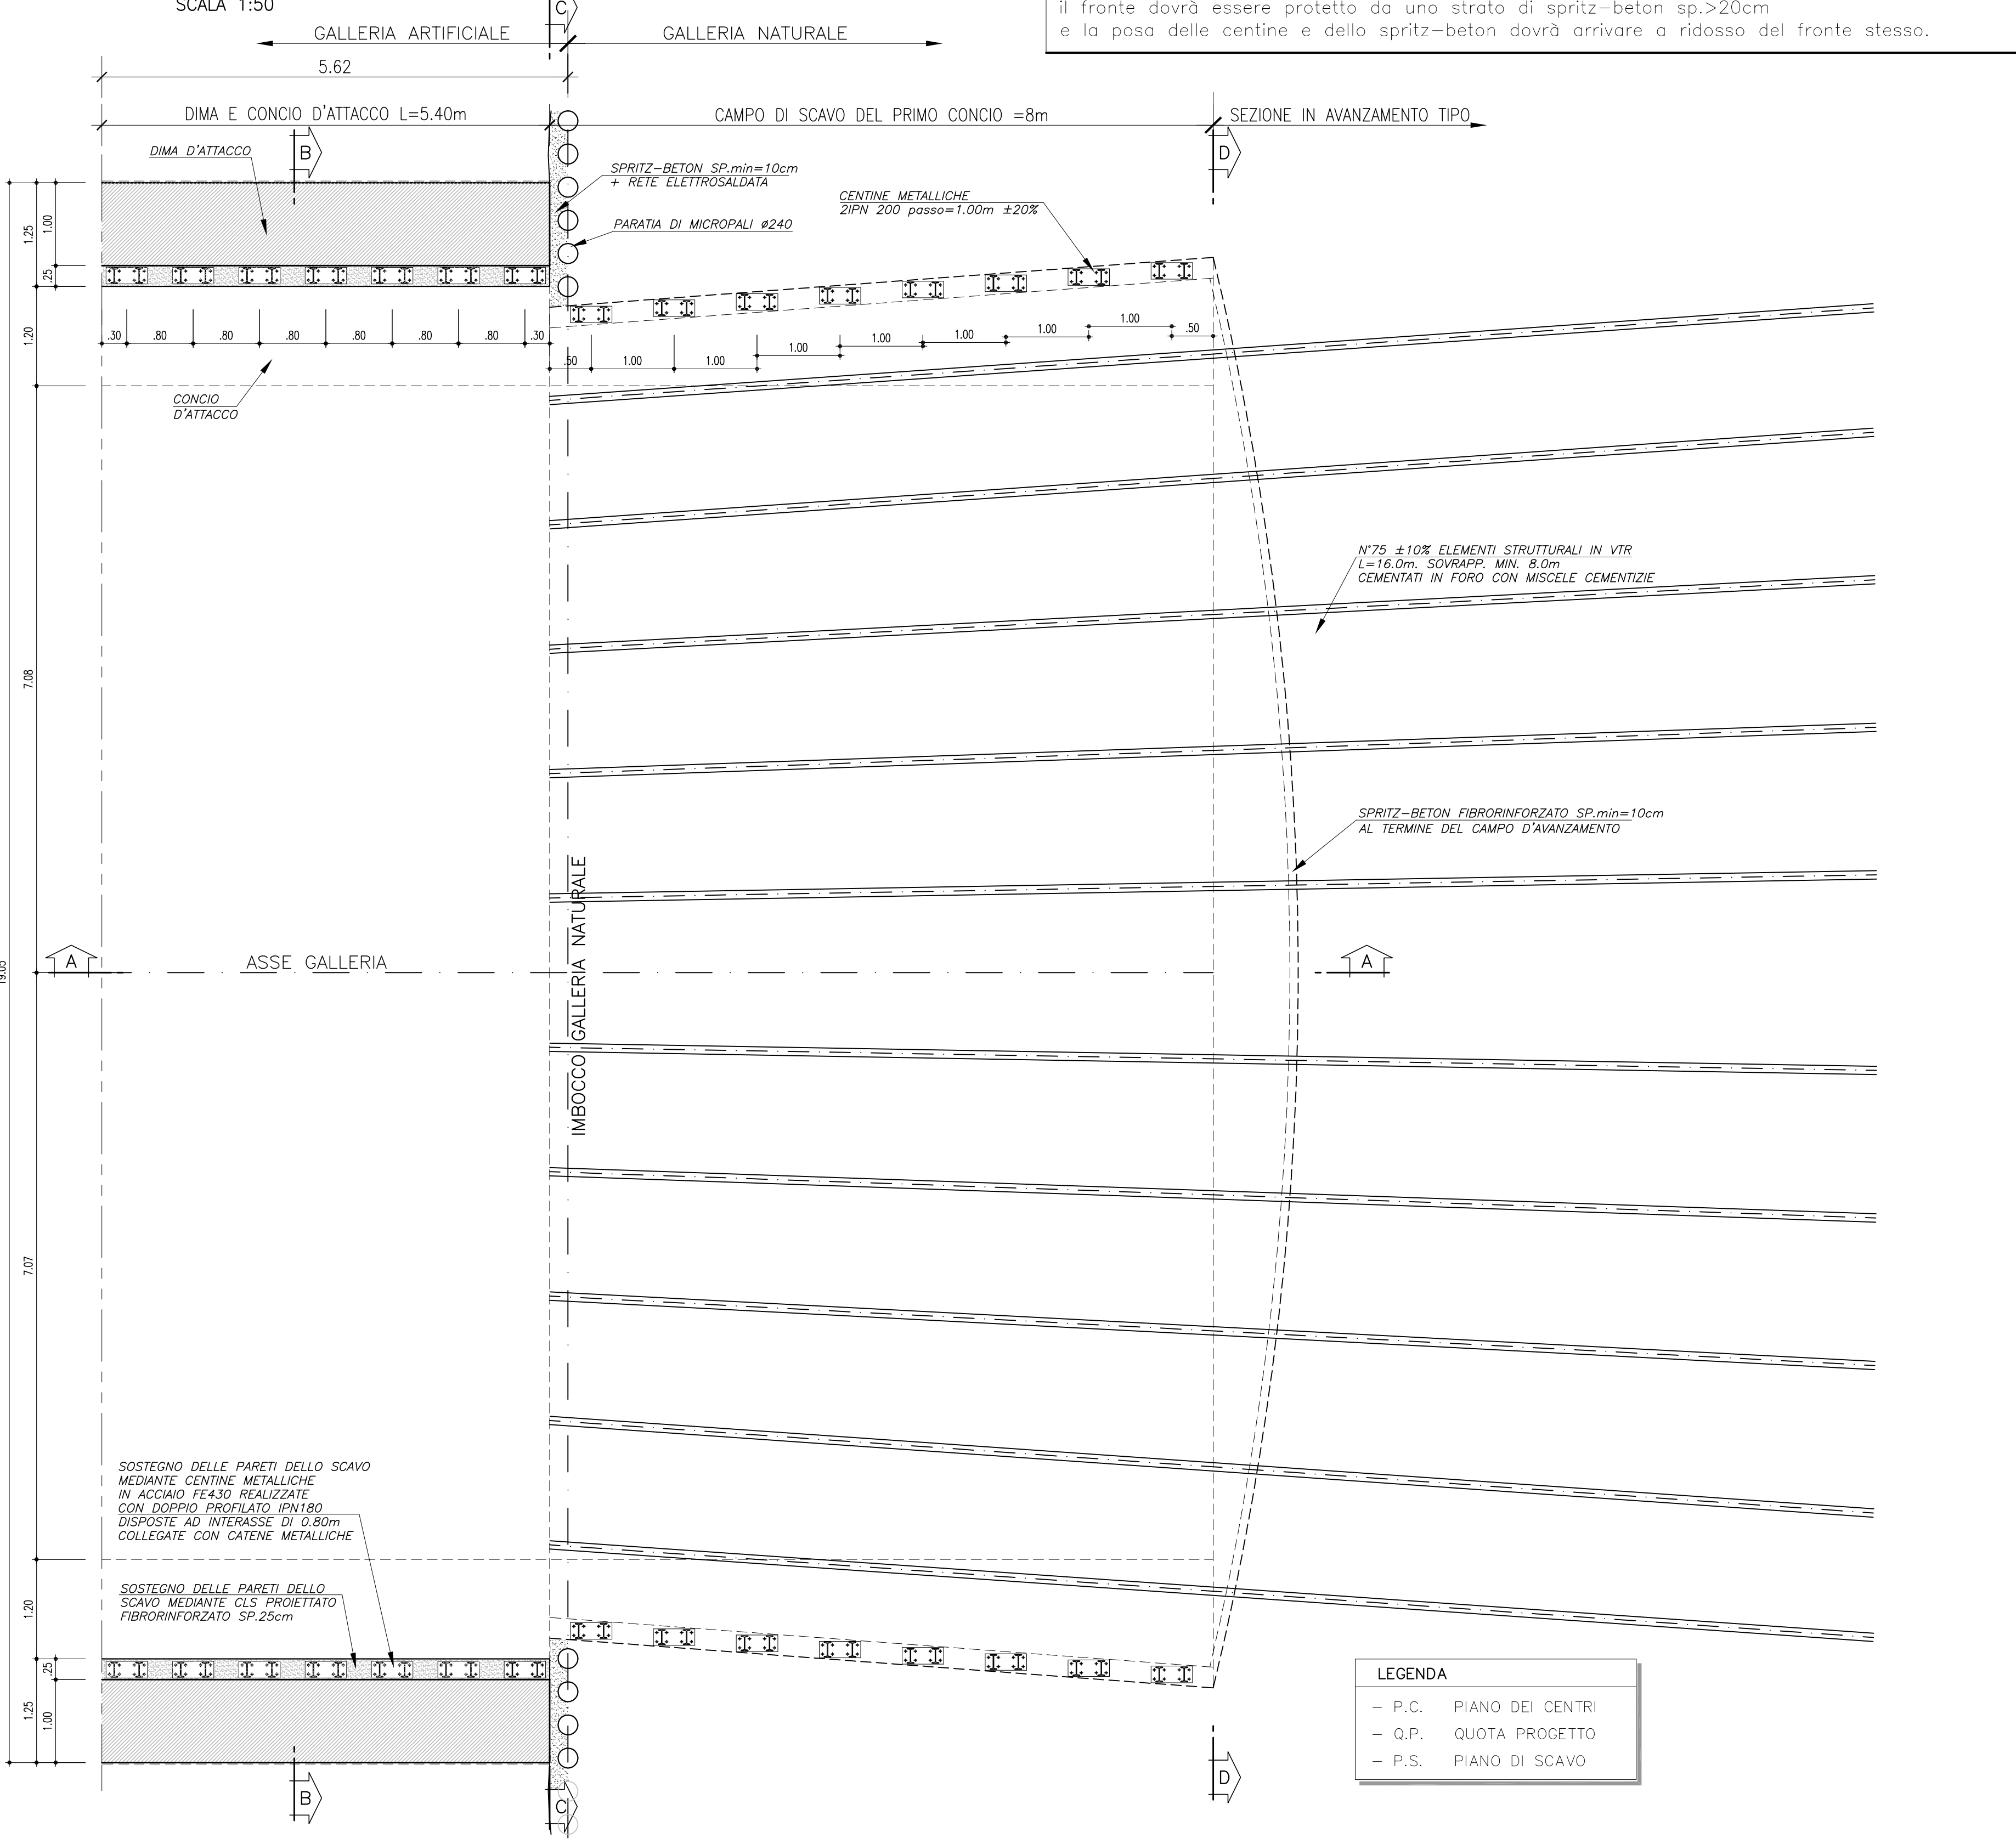 SCALA 1:50
C
il fronte dovrà essere protetto da uno strato di spritz-beton sp.>20cm
e la posa delle centine e dello spritz-beton dovrà arrivare a ridosso del fronte stesso.
GALLERIA ARTIFICIALE
GALLERIA NATURALE
5.62
DIMA E CONCIO D'ATTACCO L=5.40m
CAMPO DI SCAVO DEL PRIMO CONCIO =8m
SEZIONE IN AVANZAMENTO TIPO
DIMA D'ATTACCO
B
D
SPRITZ-BETON SP.min=10cm
+ RETE ELETTROSALDATA
CENTINE METALLICHE
2IPN 200 passo=1.00m ±20%
PARATIA DI MICROPALI ø240
1.25
1.00
.25
1.20
.30
.80
.80
.80
.80
.80
.80
.30
.50
1.00
1.00
1.00
1.00
1.00
1.00
1.00
.50
CONCIO
D'ATTACCO
N°75 ±10% ELEMENTI STRUTTURALI IN VTR
L=16.0m. SOVRAPP. MIN. 8.0m
CEMENTATI IN FORO CON MISCELE CEMENTIZIE
7.08
SPRITZ-BETON FIBRORINFORZATO SP.min=10cm
AL TERMINE DEL CAMPO D'AVANZAMENTO
IMBOCCO GALLERIA NATURALE
19.05
A
ASSE GALLERIA
A
7.07
SOSTEGNO DELLE PARETI DELLO SCAVO
MEDIANTE CENTINE METALLICHE
IN ACCIAIO FE430 REALIZZATE
CON DOPPIO PROFILATO IPN180
DISPOSTE AD INTERASSE DI 0.80m
COLLEGATE CON CATENE METALLICHE
SOSTEGNO DELLE PARETI DELLO
SCAVO MEDIANTE CLS PROIETTATO
FIBRORINFORZATO SP.25cm
1.20
.25
1.25
1.00
LEGENDA
- P.C. PIANO DEI CENTRI
- Q.P. QUOTA PROGETTO
- P.S. PIANO DI SCAVO
B
C
D